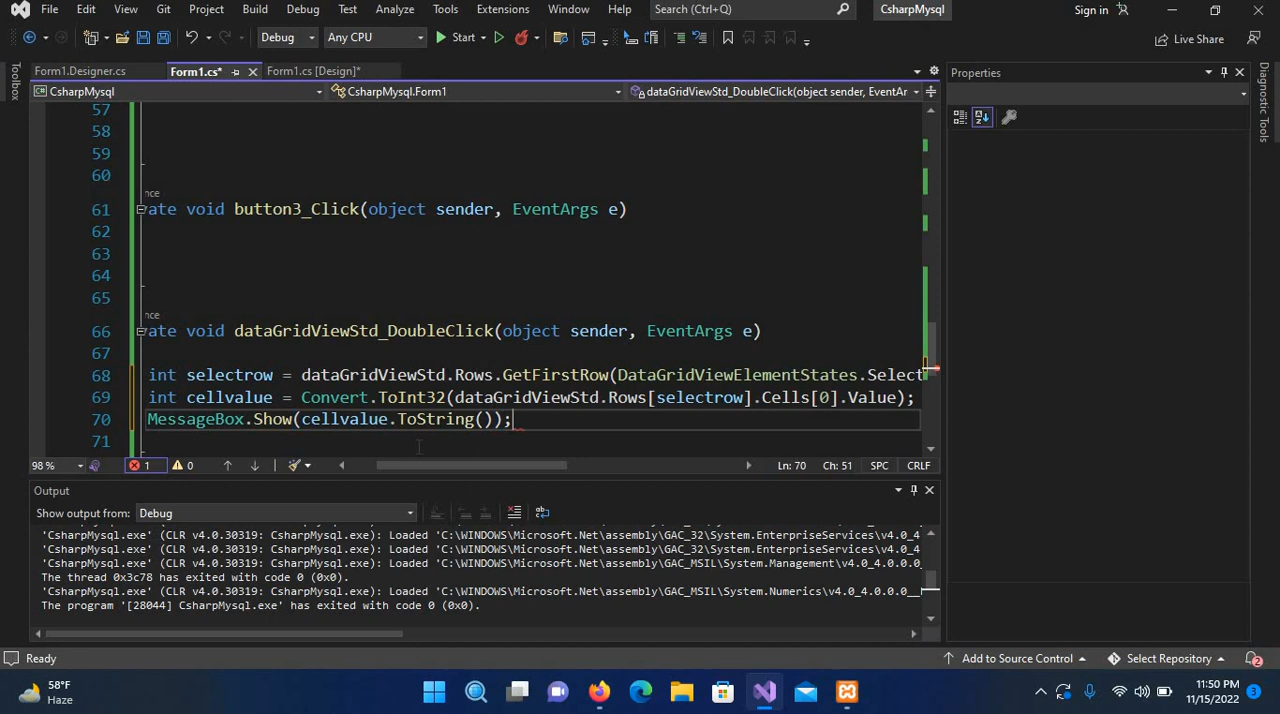 File Edit View Git Project Build Debug Test Analyze Tools Extensions Window Help Search (Ctrl+Q) CsharpMysql Sign in
Debug Any CPU Start Live Share
Toolbox
Form1.Designer.cs Form1.cs* Form1.cs [Design]*
CsharpMysql CsharpMysql.Form1 dataGridViewStd_DoubleClick(object sender, EventAr
57
58
59
60
nce
61 ate void button3_Click(object sender, EventArgs e)
62
63
64
65
nce
66 ate void dataGridViewStd_DoubleClick(object sender, EventArgs e)
67
68 int selectrow = dataGridViewStd.Rows.GetFirstRow(DataGridViewElementStates.Select
69 int cellvalue = Convert.ToInt32(dataGridViewStd.Rows[selectrow].Cells[0].Value);
70 MessageBox.Show(cellvalue.ToString());
71
98 % 1 0 Ln: 70 Ch: 51 SPC CRLF
Output
Show output from: Debug
'CsharpMysql.exe' (CLR v4.0.30319: CsharpMysql.exe): Loaded 'C:\WINDOWS\Microsoft.Net\assembly\GAC_32\System.EnterpriseServices\v4.0_4
'CsharpMysql.exe' (CLR v4.0.30319: CsharpMysql.exe): Loaded 'C:\WINDOWS\Microsoft.Net\assembly\GAC_32\System.EnterpriseServices\v4.0_4
'CsharpMysql.exe' (CLR v4.0.30319: CsharpMysql.exe): Loaded 'C:\WINDOWS\Microsoft.Net\assembly\GAC_MSIL\System.Management\v4.0_4.0.0.0_
The thread 0x3c78 has exited with code 0 (0x0).
'CsharpMysql.exe' (CLR v4.0.30319: CsharpMysql.exe): Loaded 'C:\WINDOWS\Microsoft.Net\assembly\GAC_MSIL\System.Numerics\v4.0_4.0.0.0__
The program '[28044] CsharpMysql.exe' has exited with code 0 (0x0).
Properties
Diagnostic Tools
Ready Add to Source Control Select Repository 2
58°F
Haze
11:50 PM
11/15/2022 3